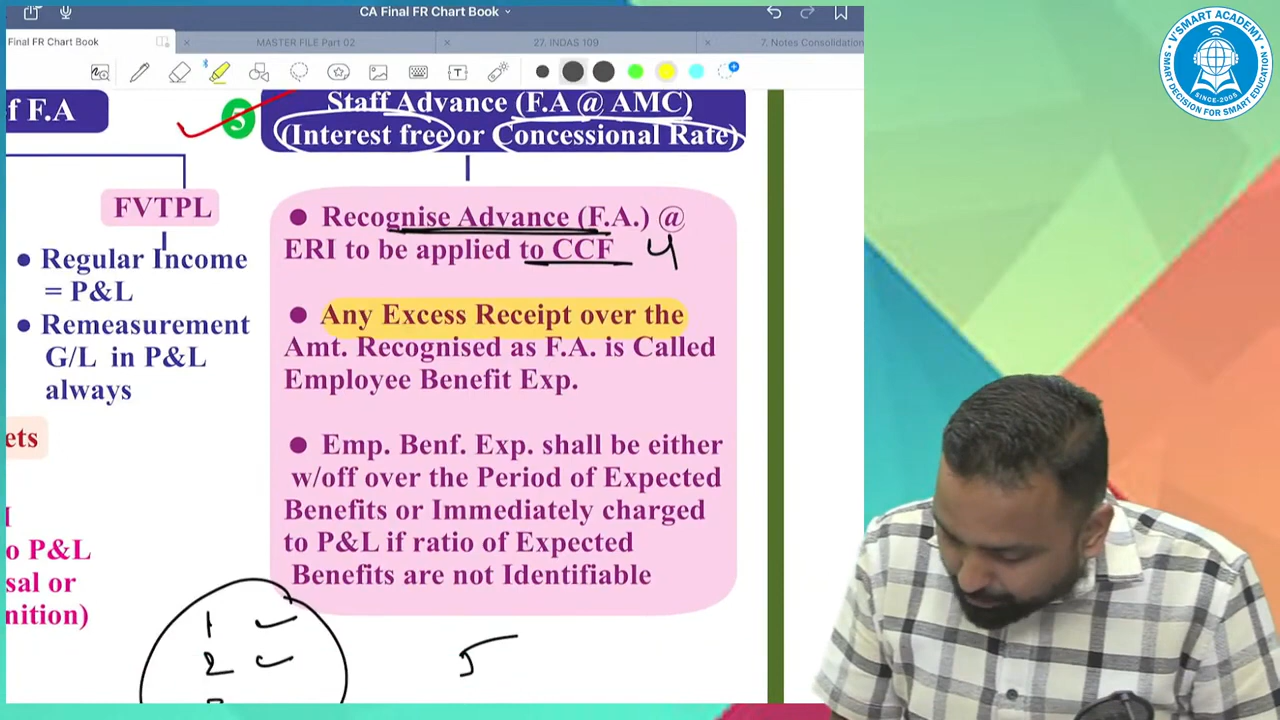 CA Final FR Chart Book
Final FR Chart Book
MASTER FILE Part 02
27. INDAS 109
7. Notes Consolidation
of F.A
5
Staff Advance (F.A @ AMC)
(Interest free or Concessional Rate)
FVTPL
● Regular Income
= P&L
● Remeasurement
G/L in P&L
always
ets
o P&L
sal or
nition)
● Recognise Advance (F.A.) @
ERI to be applied to CCF 4
● Any Excess Receipt over the
Amt. Recognised as F.A. is Called
Employee Benefit Exp.
● Emp. Benf. Exp. shall be either
w/off over the Period of Expected
Benefits or Immediately charged
to P&L if ratio of Expected
Benefits are not Identifiable
1
2
5
V'SMART ACADEMY
SINCE-2005
SMART DECISION FOR SMART EDUCATION